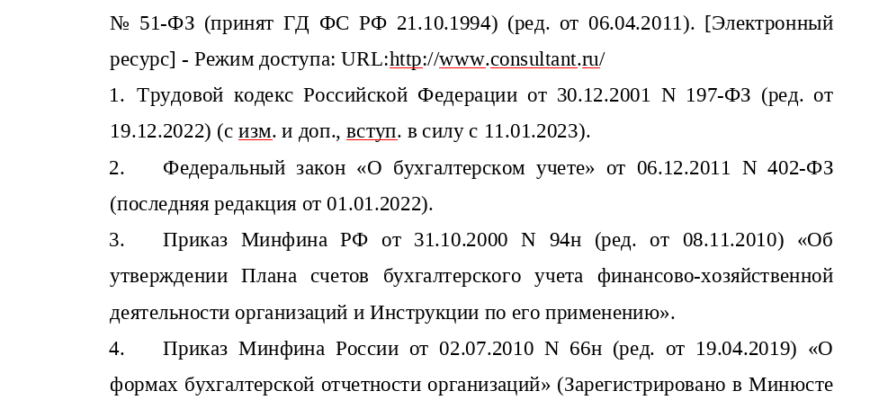 № 51-ФЗ (принят ГД ФС РФ 21.10.1994) (ред. от 06.04.2011). [Электронный
ресурс] - Режим доступа: URL:http://www.consultant.ru/
1. Трудовой кодекс Российской Федерации от 30.12.2001 N 197-ФЗ (ред. от
19.12.2022) (с изм. и доп., вступ. в силу с 11.01.2023).
2. Федеральный закон «О бухгалтерском учете» от 06.12.2011 N 402-ФЗ
(последняя редакция от 01.01.2022).
3. Приказ Минфина РФ от 31.10.2000 N 94н (ред. от 08.11.2010) «Об
утверждении Плана счетов бухгалтерского учета финансово-хозяйственной
деятельности организаций и Инструкции по его применению».
4. Приказ Минфина России от 02.07.2010 N 66н (ред. от 19.04.2019) «О
формах бухгалтерской отчетности организаций» (Зарегистрировано в Минюсте